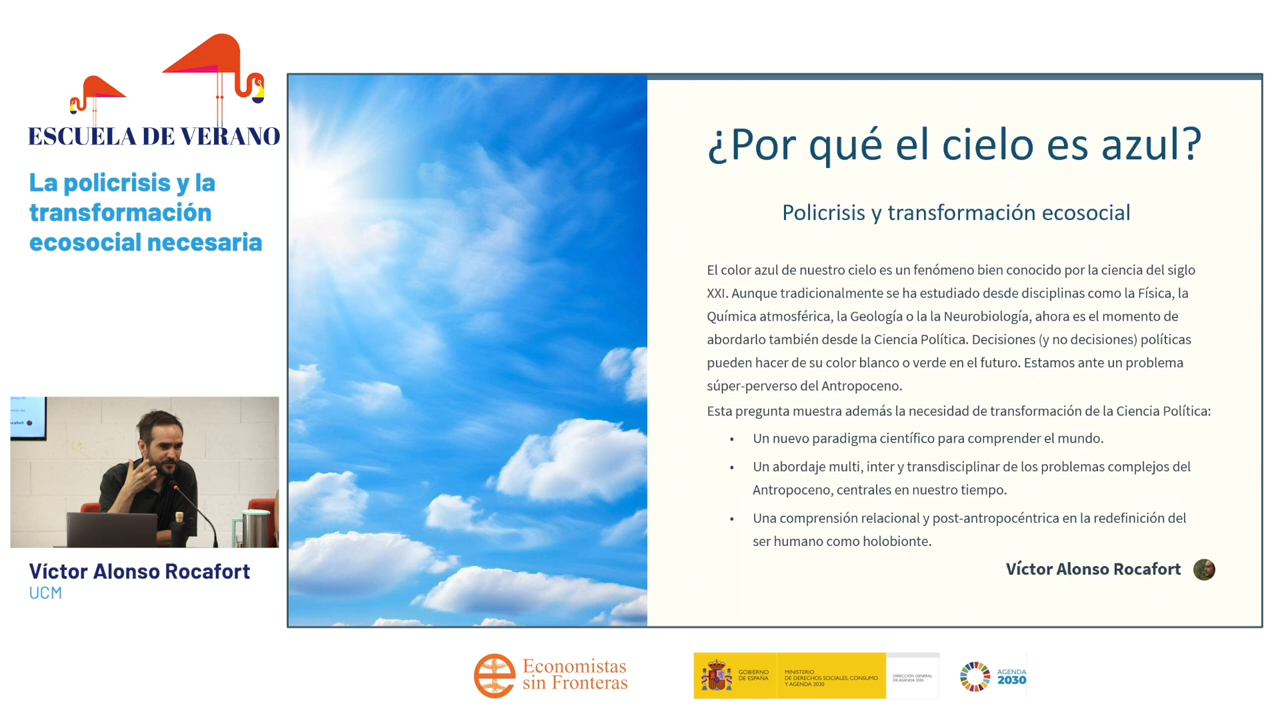 ESCUELA DE VERANO
La policrisis y la
transformación
ecosocial necesaria
¿Por qué el cielo es azul?
Policrisis y transformación ecosocial
El color azul de nuestro cielo es un fenómeno bien conocido por la ciencia del siglo
XXI. Aunque tradicionalmente se ha estudiado desde disciplinas como la Física, la
Química atmosférica, la Geología o la la Neurobiología, ahora es el momento de
abordarlo también desde la Ciencia Política. Decisiones (y no decisiones) políticas
pueden hacer de su color blanco o verde en el futuro. Estamos ante un problema
súper-perverso del Antropoceno.
Esta pregunta muestra además la necesidad de transformación de la Ciencia Política:
• Un nuevo paradigma científico para comprender el mundo.
• Un abordaje multi, inter y transdisciplinar de los problemas complejos del
Antropoceno, centrales en nuestro tiempo.
• Una comprensión relacional y post-antropocéntrica en la redefinición del
ser humano como holobionte.
Víctor Alonso Rocafort
Víctor Alonso Rocafort
UCM
Economistas
sin Fronteras
GOBIERNO
DE ESPAÑA
MINISTERIO
DE DERECHOS SOCIALES, CONSUMO
Y AGENDA 2030
DIRECCIÓN GENERAL
DE AGENDA 2030
AGENDA
2030